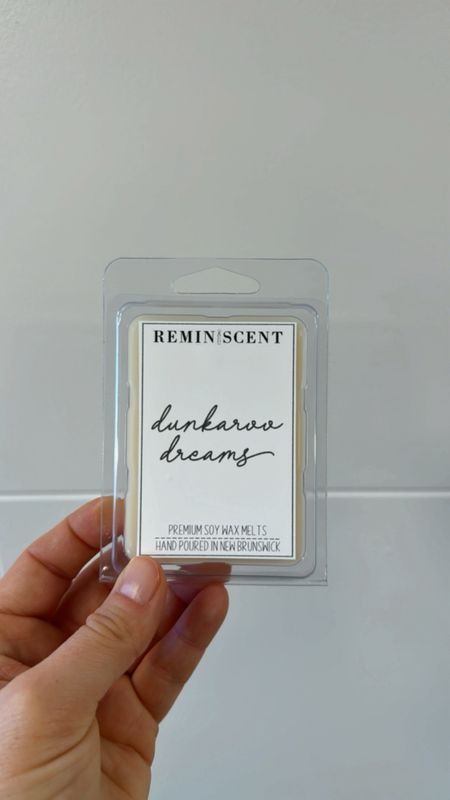 REMINISCENT
dunkaroo
dreams
PREMIUM SOY WAX MELTS
HAND POURED IN NEW BRUNSWICK